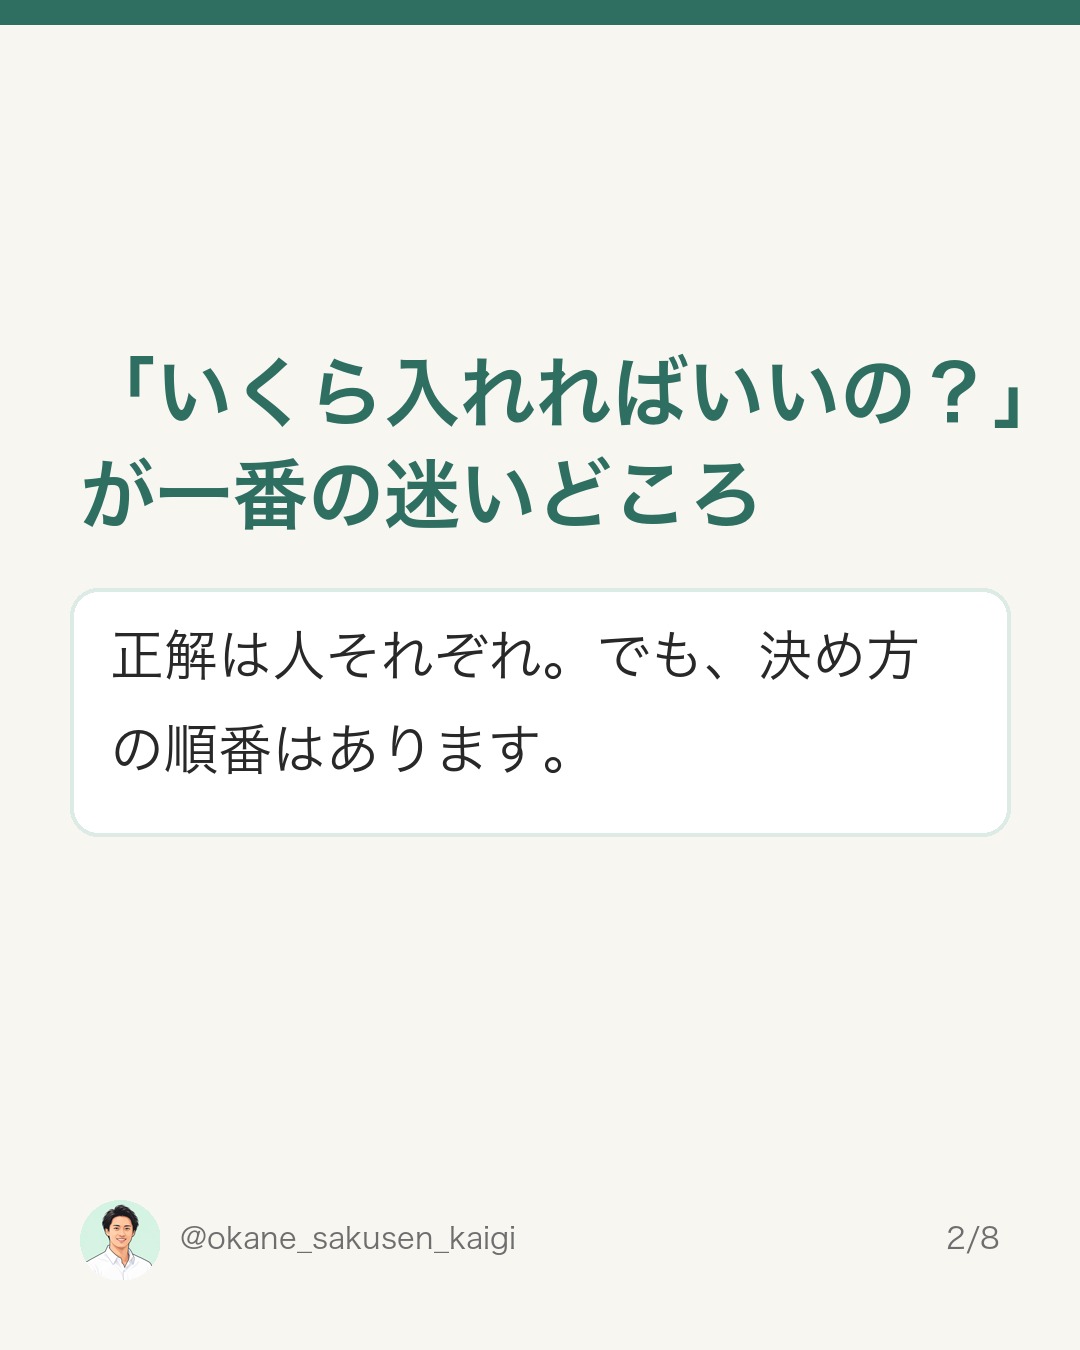 「いくら入れればいいの？」
が一番の迷いどころ
正解は人それぞれ。でも、決め方
の順番はあります。
@okane_sakusen_kaigi
2/8